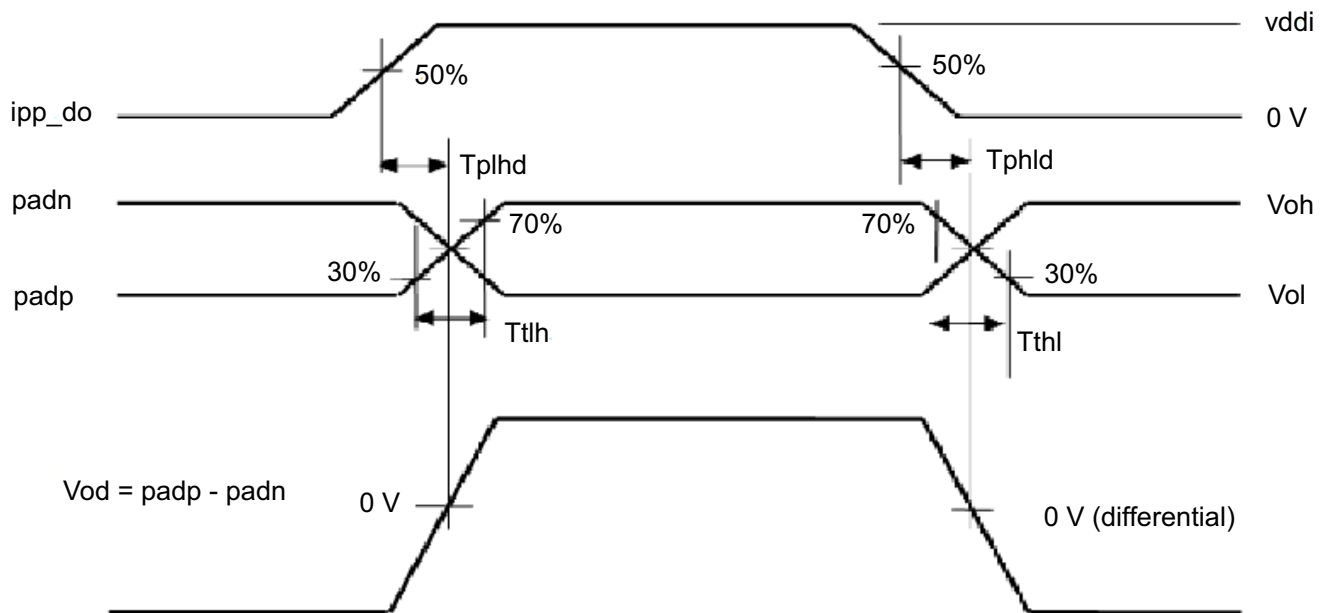 vddi
50%
50%
ipp_do
0 V
Tplhd
Tphld
padn
Voh
70%
70%
30%
30%
padp
Vol
Ttlh
Tthl
Vod = padp - padn
0 V
0 V (differential)